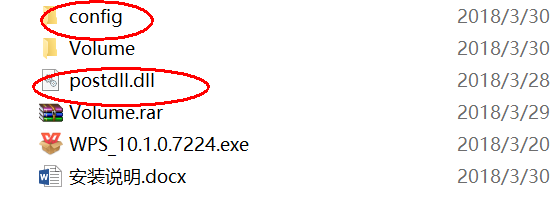 config 2018/3/30
Volume 2018/3/30
postdll.dll 2018/3/28
Volume.rar 2018/3/29
WPS_10.1.0.7224.exe 2018/3/20
安装说明.docx 2018/3/30